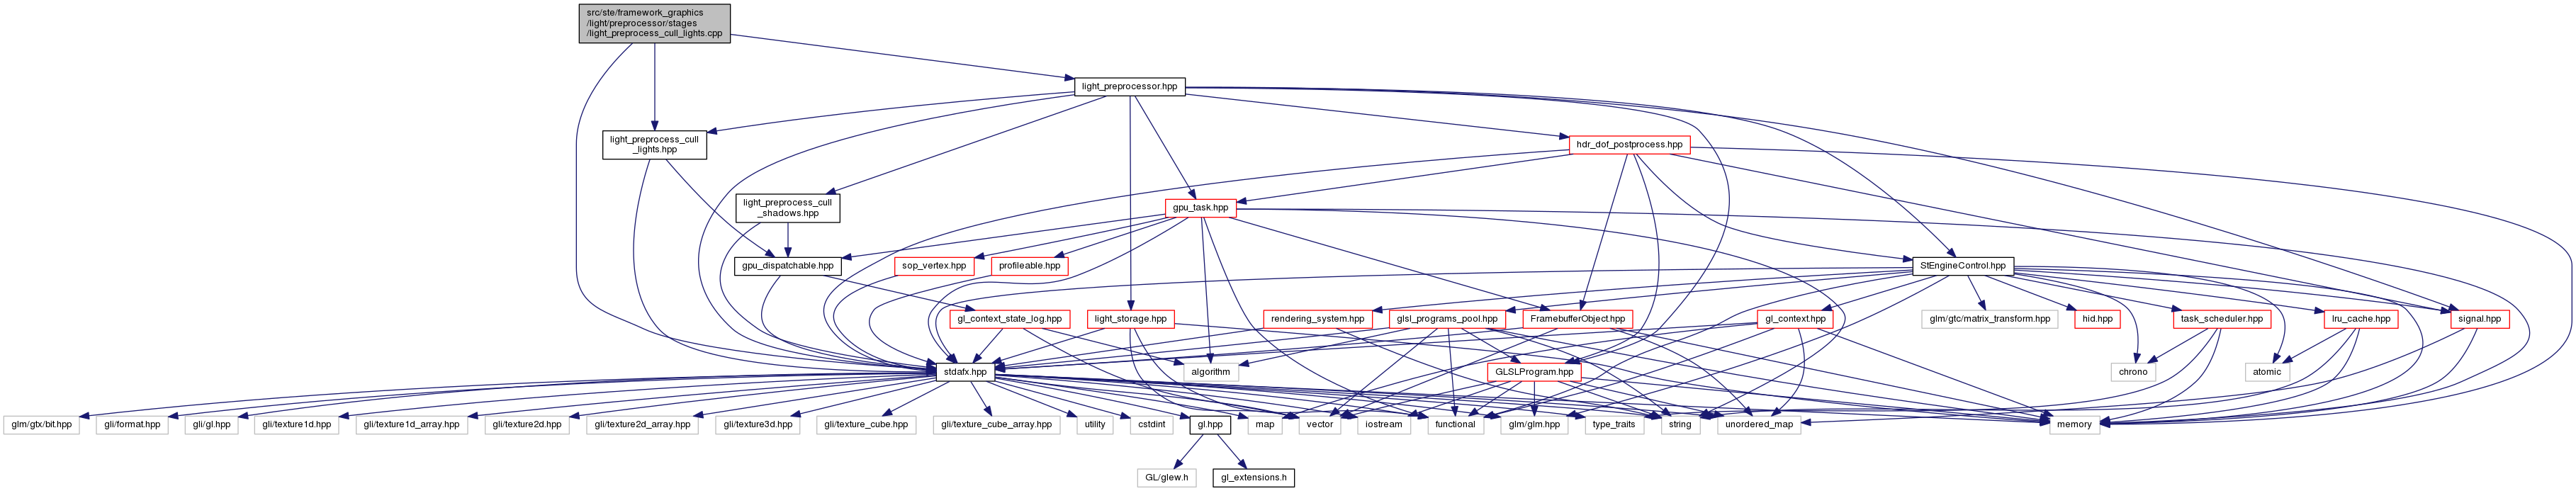 src/ste/framework_graphics
/light/preprocessor/stages
/light_preprocess_cull_lights.cpp
light_preprocessor.hpp
light_preprocess_cull
_lights.hpp
hdr_dof_postprocess.hpp
light_preprocess_cull
_shadows.hpp
gpu_task.hpp
gpu_dispatchable.hpp
sop_vertex.hpp
profileable.hpp
StEngineControl.hpp
gl_context_state_log.hpp
light_storage.hpp
rendering_system.hpp
glsl_programs_pool.hpp
FramebufferObject.hpp
gl_context.hpp
glm/gtc/matrix_transform.hpp
hid.hpp
task_scheduler.hpp
lru_cache.hpp
signal.hpp
stdafx.hpp
algorithm
GLSLProgram.hpp
chrono
atomic
glm/gtx/bit.hpp
gli/format.hpp
gli/gl.hpp
gli/texture1d.hpp
gli/texture1d_array.hpp
gli/texture2d.hpp
gli/texture2d_array.hpp
gli/texture3d.hpp
gli/texture_cube.hpp
gli/texture_cube_array.hpp
utility
cstdint
gl.hpp
map
vector
iostream
functional
glm/glm.hpp
type_traits
string
unordered_map
memory
GL/glew.h
gl_extensions.h